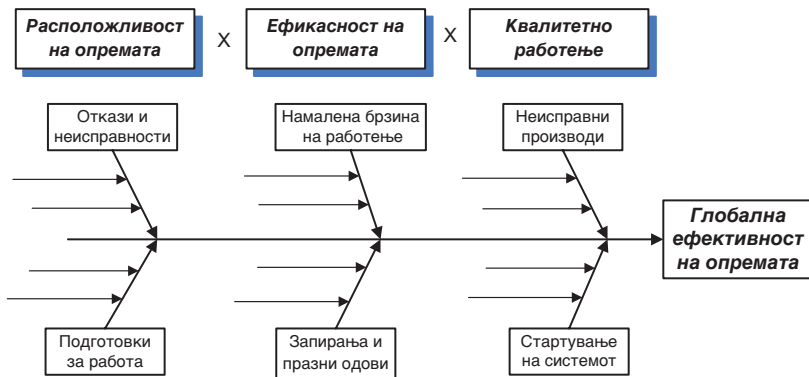 Расположливост
на опремата
X
Ефикасност на
опремата
X
Квалитетно
работење
Откази и
неисправности
Намалена брзина
на работење
Неисправни
производи
Глобална
ефективност
на опремата
Подготовки
за работа
Запирања и
празни одови
Стартување
на системот